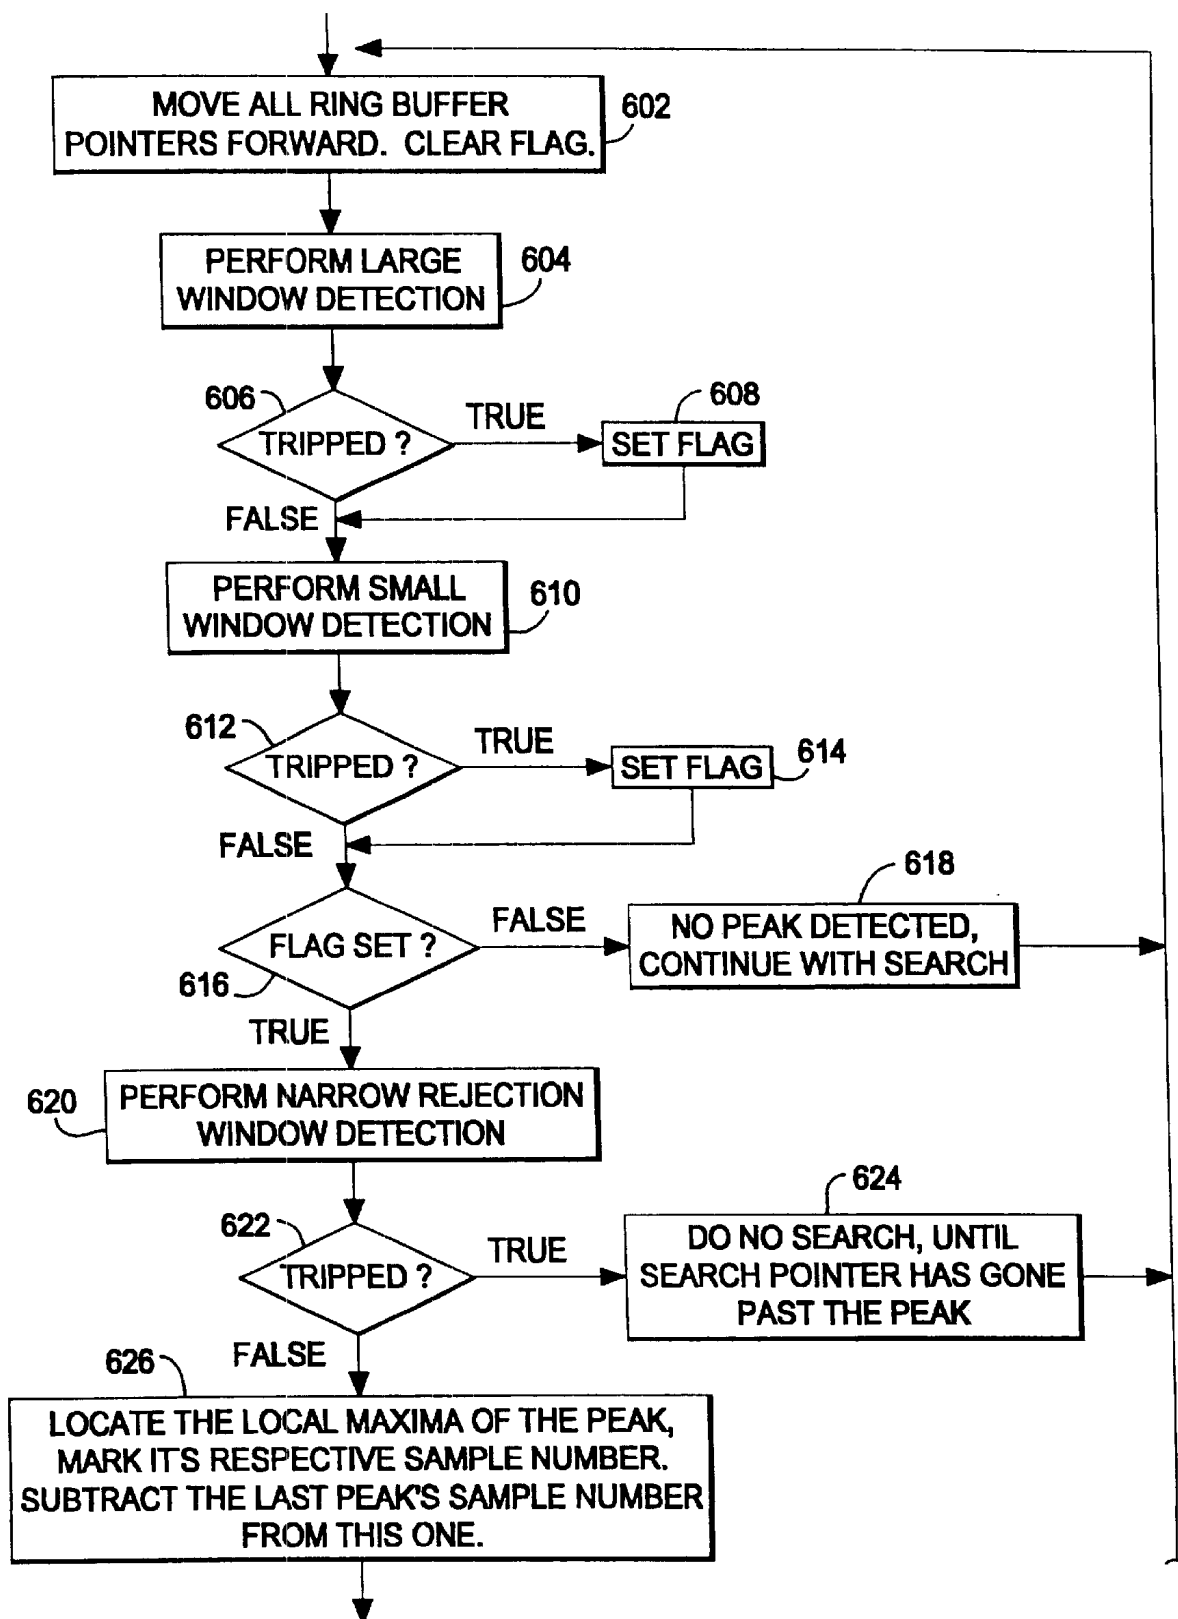 MOVE ALL RING BUFFER
POINTERS FORWARD. CLEAR FLAG.
602
PERFORM LARGE
WINDOW DETECTION
604
606
TRIPPED ?
TRUE
608
SET FLAG
FALSE
PERFORM SMALL
WINDOW DETECTION
610
612
TRIPPED ?
TRUE
SET FLAG
614
FALSE
FLAG SET ?
616
FALSE
618
NO PEAK DETECTED,
CONTINUE WITH SEARCH
TRUE
620
PERFORM NARROW REJECTION
WINDOW DETECTION
622
TRIPPED ?
TRUE
624
DO NO SEARCH, UNTIL
SEARCH POINTER HAS GONE
PAST THE PEAK
FALSE
626
LOCATE THE LOCAL MAXIMA OF THE PEAK,
MARK IT'S RESPECTIVE SAMPLE NUMBER.
SUBTRACT THE LAST PEAK'S SAMPLE NUMBER
FROM THIS ONE.